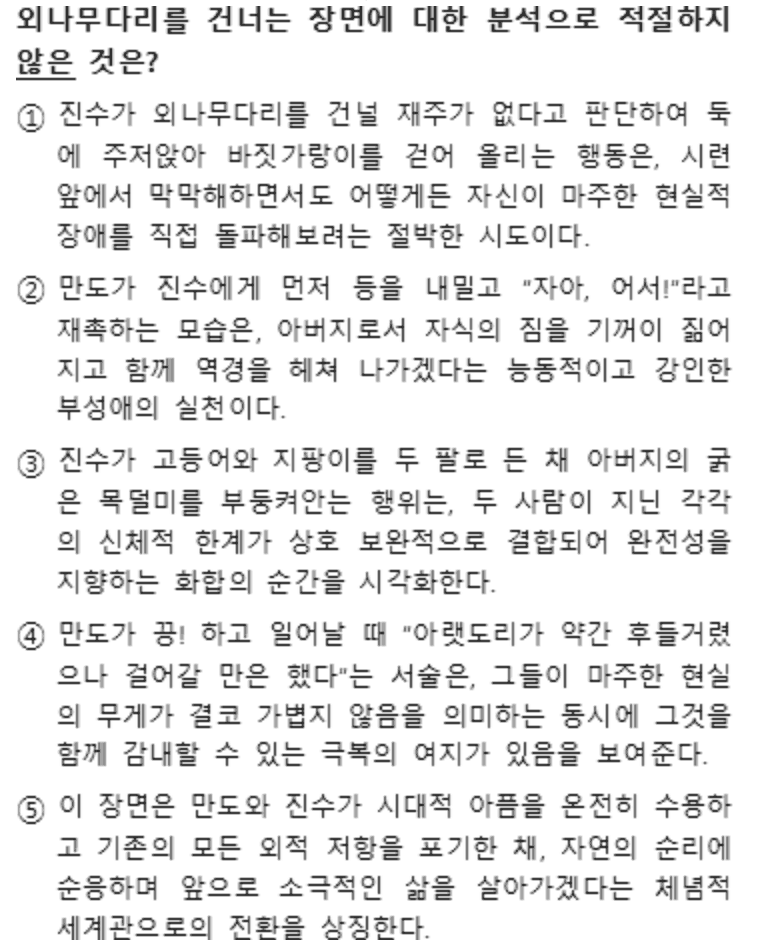 외나무다리를 건너는 장면에 대한 분석으로 적절하지
않은 것은?
① 진수가 외나무다리를 건널 재주가 없다고 판단하여 둑
에 주저앉아 바짓가랑이를 걷어 올리는 행동은, 시련
앞에서 막막해하면서도 어떻게든 자신이 마주한 현실적
장애를 직접 돌파해보려는 절박한 시도이다.
② 만도가 진수에게 먼저 등을 내밀고 "자아, 어서!"라고
재촉하는 모습은, 아버지로서 자식의 짐을 기꺼이 짊어
지고 함께 역경을 헤쳐 나가겠다는 능동적이고 강인한
부성애의 실천이다.
③ 진수가 고등어와 지팡이를 두 팔로 든 채 아버지의 굵
은 목덜미를 부둥켜안는 행위는, 두 사람이 지닌 각각
의 신체적 한계가 상호 보완적으로 결합되어 완전성을
지향하는 화합의 순간을 시각화한다.
④ 만도가 끙! 하고 일어날 때 "아랫도리가 약간 후들거렸
으나 걸어갈 만은 했다"는 서술은, 그들이 마주한 현실
의 무게가 결코 가볍지 않음을 의미하는 동시에 그것을
함께 감내할 수 있는 극복의 여지가 있음을 보여준다.
⑤ 이 장면은 만도와 진수가 시대적 아픔을 온전히 수용하
고 기존의 모든 외적 저항을 포기한 채, 자연의 순리에
순응하며 앞으로 소극적인 삶을 살아가겠다는 체념적
세계관으로의 전환을 상징한다.